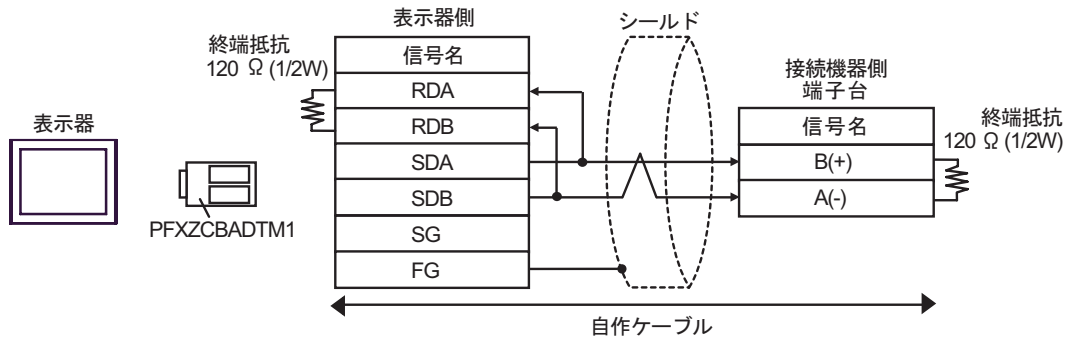 表示器
PFXZCBADTM1
終端抵抗
120 Ω (1/2W)
表示器側
信号名
RDA
RDB
SDA
SDB
SG
FG
シールド
接続機器側
端子台
信号名
B(+)
A(-)
終端抵抗
120 Ω (1/2W)
自作ケーブル